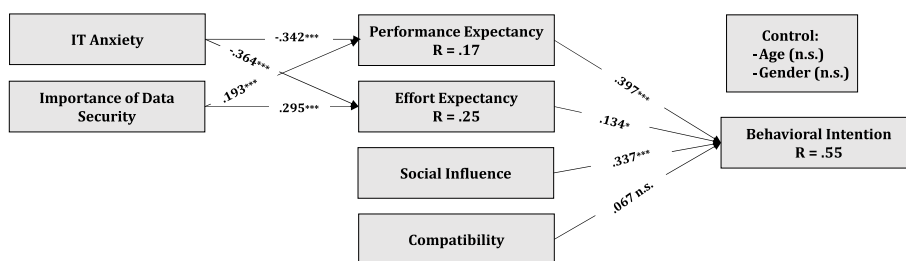 IT Anxiety
Importance of Data
Security
-.342***
-.364***
.193***
.295***
Performance Expectancy
R = .17
Effort Expectancy
R = .25
Social Influence
Compatibility
.397***
.134*
.337***
.067 n.s.
Control:
- Age (n.s.)
- Gender (n.s.)
Behavioral Intention
R = .55